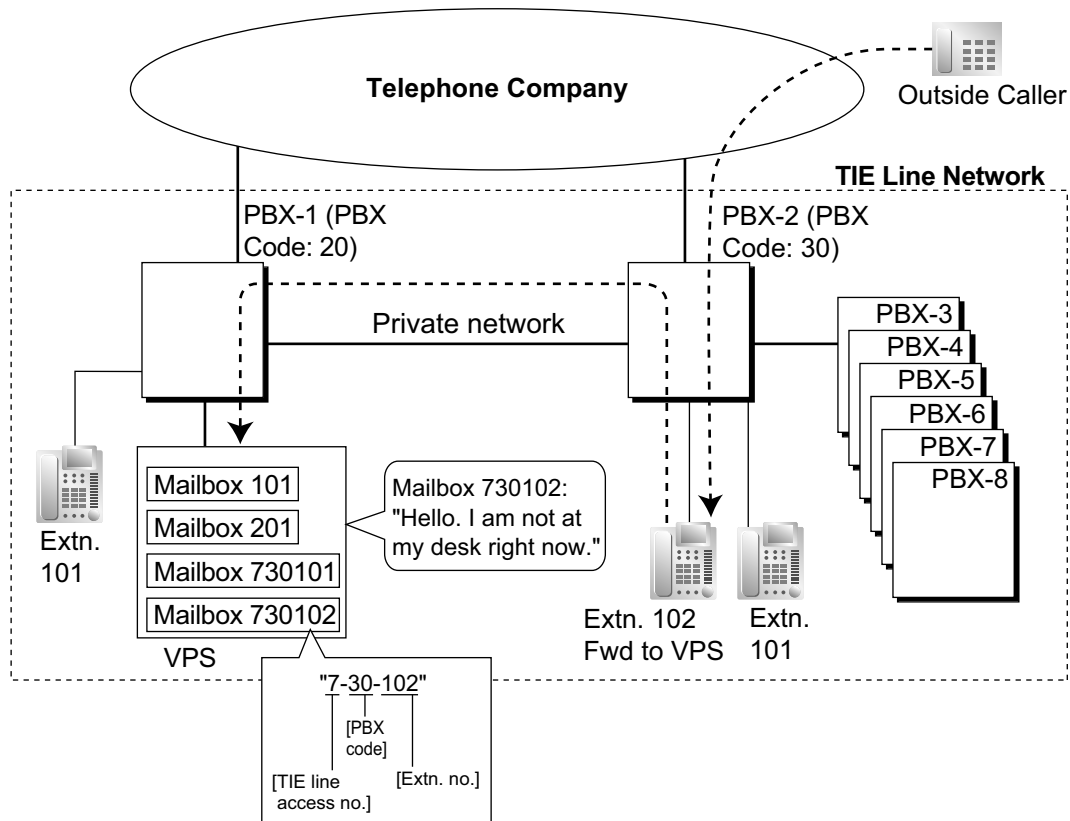 Telephone Company
Outside Caller
TIE Line Network
PBX-1 (PBX
Code: 20)
PBX-2 (PBX
Code: 30)
Private network
PBX-3
PBX-4
PBX-5
PBX-6
PBX-7
PBX-8
Extn.
101
Mailbox 101
Mailbox 201
Mailbox 730101
Mailbox 730102
VPS
Mailbox 730102:
"Hello. I am not at
my desk right now."
Extn. 102
Fwd to VPS
Extn.
101
"7-30-102"
[PBX
code]
[TIE line
access no.]
[Extn. no.]